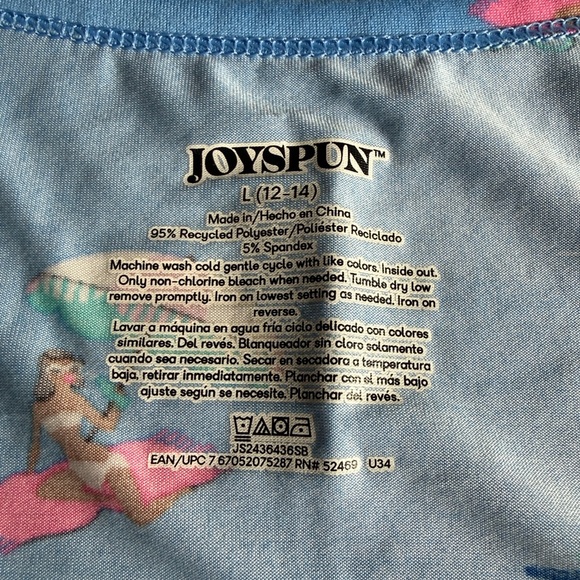 JOYSPUN™
L (12-14)
Made in/Hecho en China
95% Recycled Polyester/Poliéster Reciclado
5% Spandex
Machine wash cold gentle cycle with like colors. Inside out.
Only non-chlorine bleach when needed. Tumble dry low
remove promptly. Iron on lowest setting as needed. Iron on
reverse.
Lavar a máquina en agua fría ciclo delicado con colores
similares. Del revés. Blanqueador sin cloro solamente
cuando sea necesario. Secar en secadora a temperatura
baja, retirar inmediatamente. Planchar con el más bajo
ajuste según se necesite. Planchar del revés.
JS2436436SB
EAN/UPC 7 67052075287 RN# 52469 U34